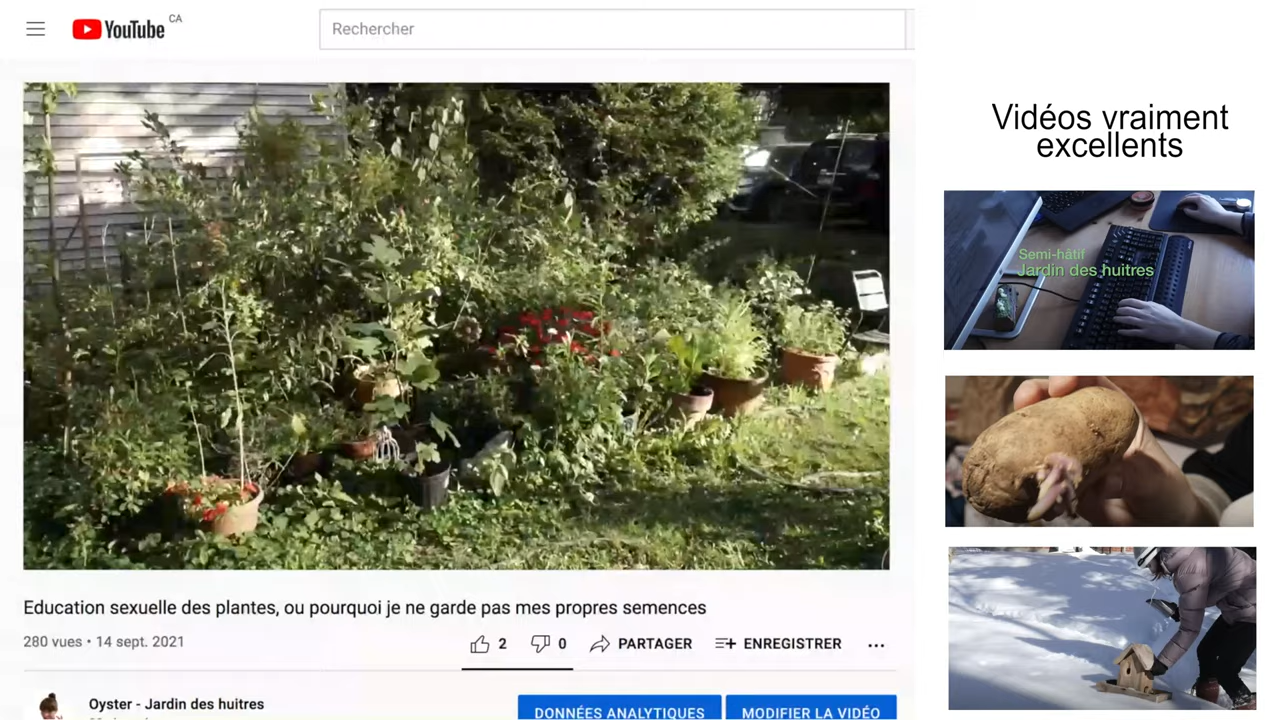 YouTube CA
Rechercher
Vidéos vraiment
excellents
Semi-hâtif
Jardin des huitres
Education sexuelle des plantes, ou pourquoi je ne garde pas mes propres semences
280 vues • 14 sept. 2021
2 0 PARTAGER ENREGISTRER ...
Oyster - Jardin des huitres
DONNÉES ANALYTIQUES MODIFIER LA VIDÉO